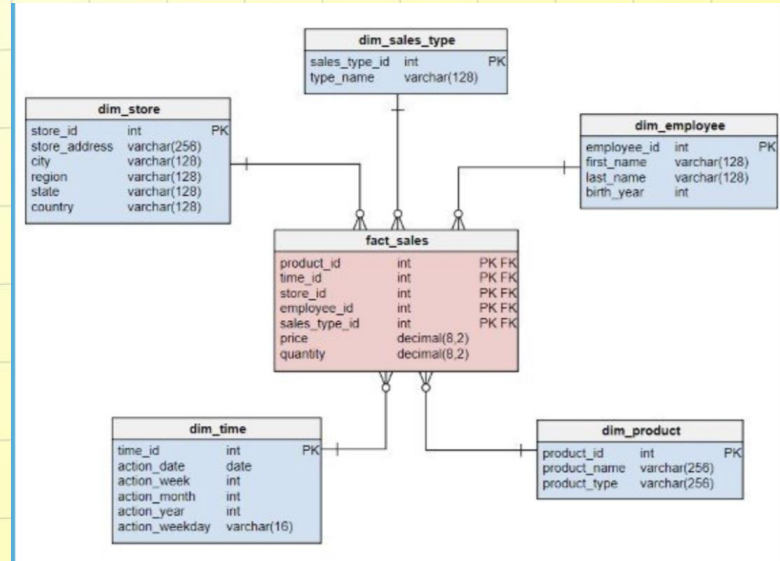 dim_sales_type
sales_type_id int PK
type_name varchar(128)
dim_store
store_id int PK
store_address varchar(256)
city varchar(128)
region varchar(128)
state varchar(128)
country varchar(128)
dim_employee
employee_id int PK
first_name varchar(128)
last_name varchar(128)
birth_year int
fact_sales
product_id int PK FK
time_id int PK FK
store_id int PK FK
employee_id int PK FK
sales_type_id int PK FK
price decimal(8,2)
quantity decimal(8,2)
dim_time
time_id int PK
action_date date
action_week int
action_month int
action_year int
action_weekday varchar(16)
dim_product
product_id int PK
product_name varchar(256)
product_type varchar(256)